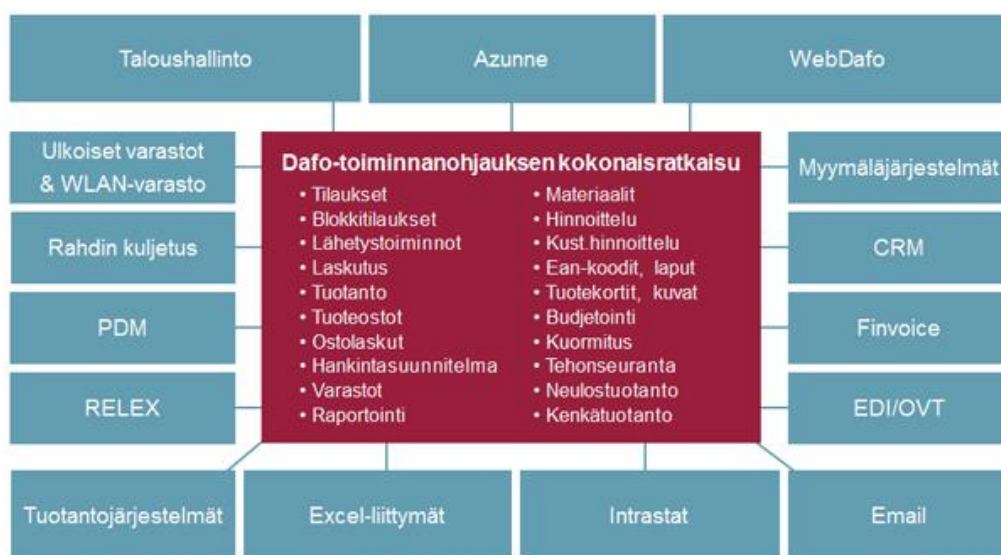 Taloushallinto
Azunne
WebDafo
Ulkoiset varastot
& WLAN-varasto
Rahdin kuljetus
PDM
RELEX
Dafo-toiminnanohjauksen kokonaisratkaisu
• Tilaukset
• Blokkitilaukset
• Lähetystoiminnot
• Laskutus
• Tuotanto
• Tuoteostot
• Ostolaskut
• Hankintasuunnitelma
• Varastot
• Raportointi
• Materiaalit
• Hinnoittelu
• Kust.hinnoittelu
• Ean-koodit, laput
• Tuotekortit, kuvat
• Budjetointi
• Kuormitus
• Tehonseuranta
• Neulostuotanto
• Kenkätuotanto
Myymäläjärjestelmät
CRM
Finvoice
EDI/OVT
Tuotantojärjestelmät
Excel-liittymät
Intrastat
Email